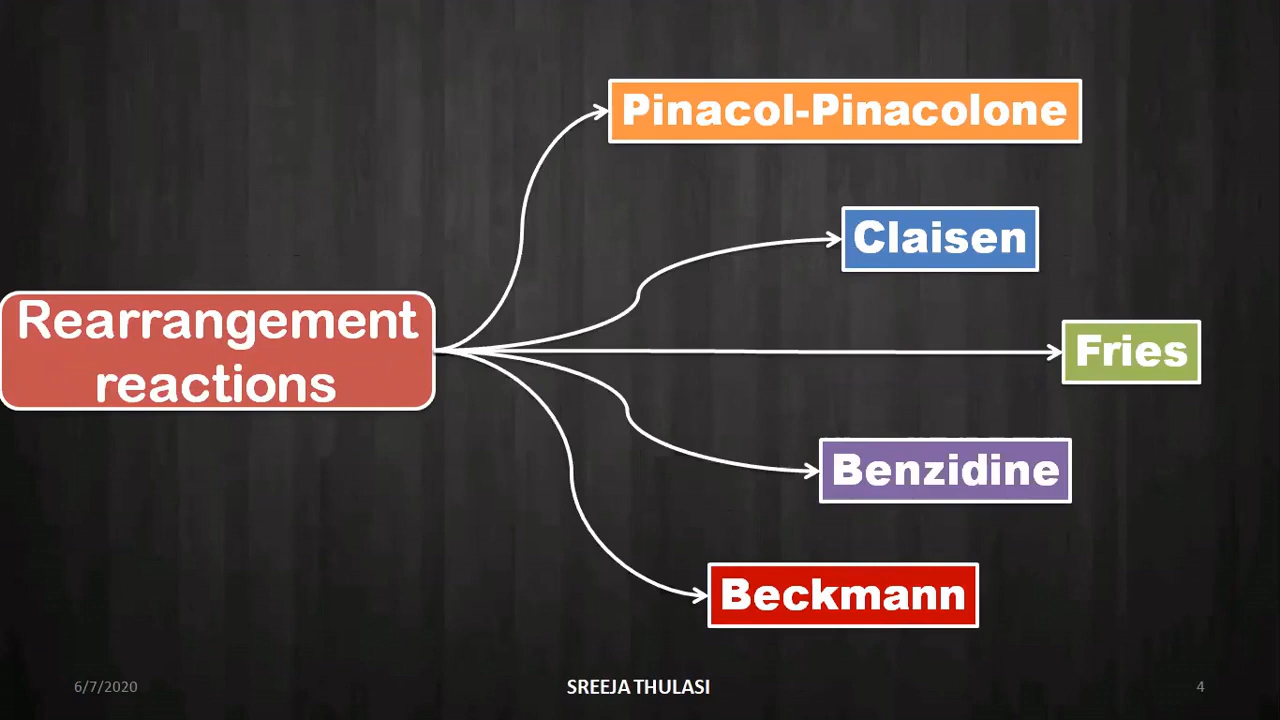 Pinacol-Pinacolone
Claisen
Rearrangement
reactions
Fries
Benzidine
Beckmann
6/7/2020
SREEJA THULASI
4